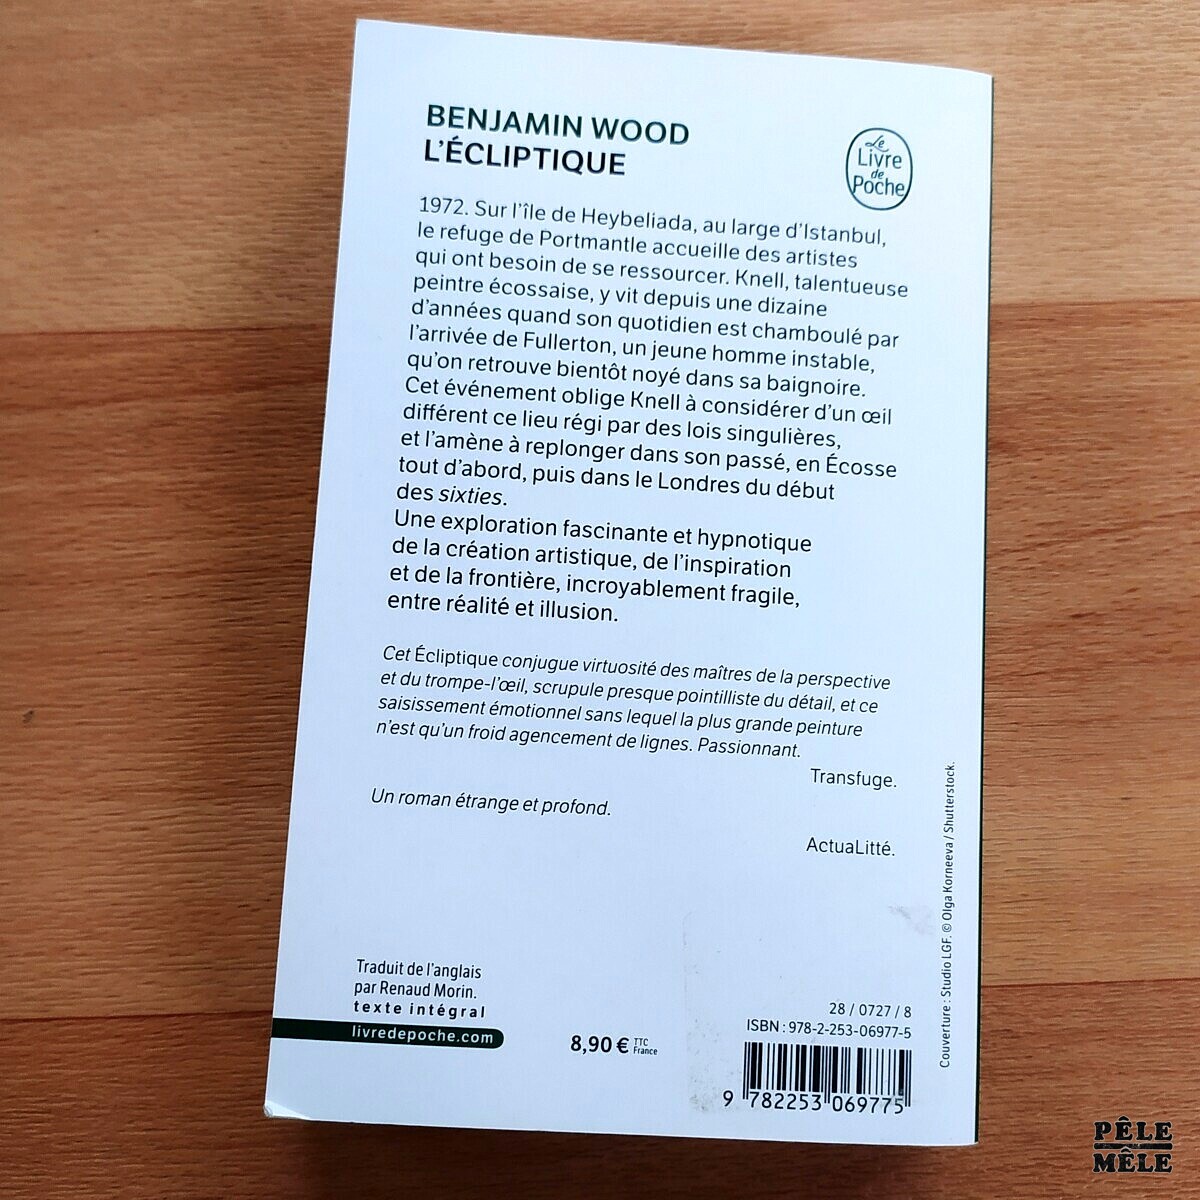 BENJAMIN WOOD
L'ÉCLIPTIQUE
Le
Livre
de
Poche
1972. Sur l'île de Heybeliada, au large d'Istanbul,
le refuge de Portmantle accueille des artistes
qui ont besoin de se ressourcer. Knell, talentueuse
peintre écossaise, y vit depuis une dizaine
d'années quand son quotidien est chamboulé par
l'arrivée de Fullerton, un jeune homme instable,
qu'on retrouve bientôt noyé dans sa baignoire.
Cet événement oblige Knell à considérer d'un œil
différent ce lieu régi par des lois singulières,
et l'amène à replonger dans son passé, en Écosse
tout d'abord, puis dans le Londres du début
des sixties.
Une exploration fascinante et hypnotique
de la création artistique, de l'inspiration
et de la frontière, incroyablement fragile,
entre réalité et illusion.
Cet Écliptique conjugue virtuosité des maîtres de la perspective
et du trompe-l'œil, scrupule presque pointilliste du détail, et ce
saisissement émotionnel sans lequel la plus grande peinture
n'est qu'un froid agencement de lignes. Passionnant.
Transfuge.
Un roman étrange et profond.
ActuaLitté.
Couverture : Studio LGF. © Olga Korneeva / Shutterstock.
Traduit de l'anglais
par Renaud Morin.
texte intégral
livredepoche.com
8,90 € TTC
France
28 / 0727 / 8
ISBN : 978-2-253-06977-5
9 782253 069775
PÊLE
MÊLE